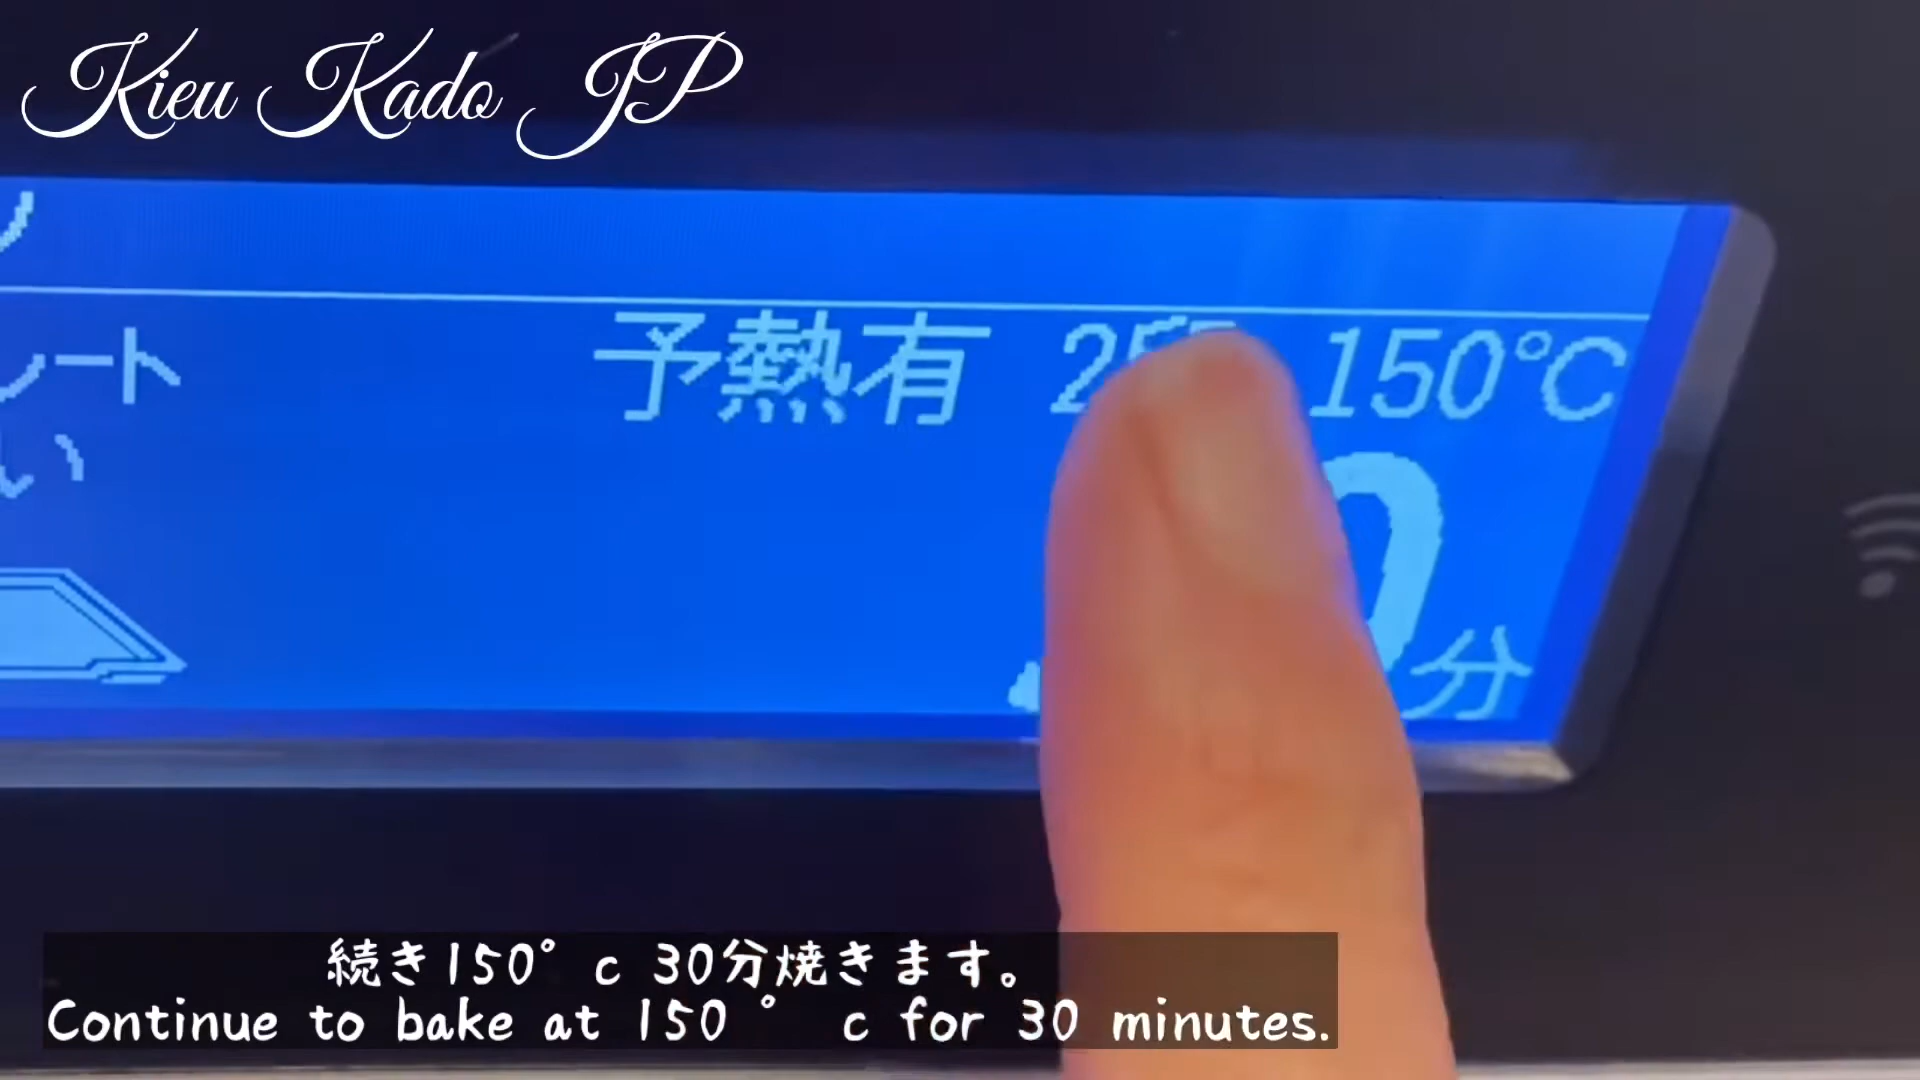 Kieu Kado JP
予熱有 150°C
分
続き150°c 30分焼きます。
Continue to bake at 150 ° c for 30 minutes.